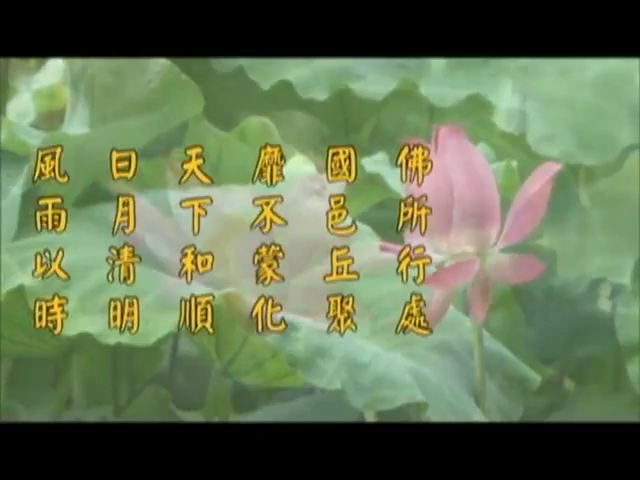 佛所行處
國邑丘聚
靡不蒙化
天下和順
日月清明
風雨以時